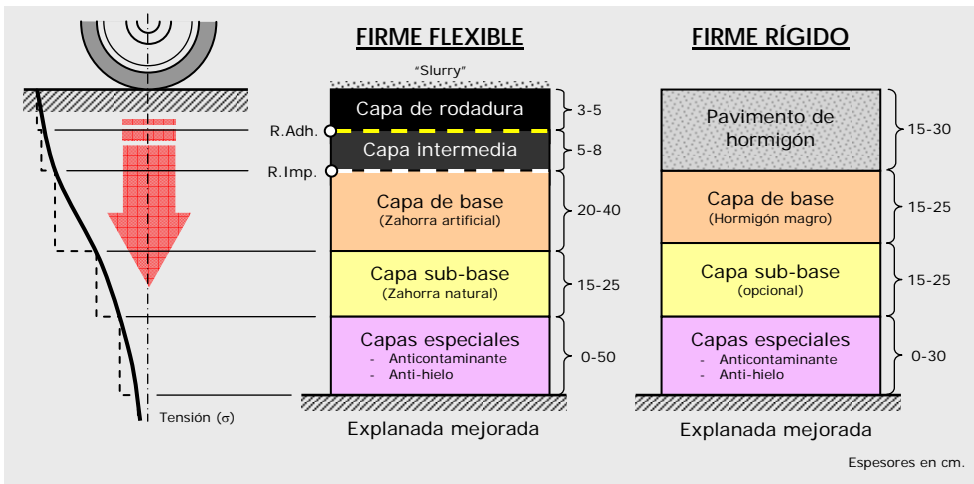 FIRME FLEXIBLE
FIRME RÍGIDO
"Slurry"
Capa de rodadura
3-5
R.Adh.
Capa intermedia
5-8
R.Imp.
Capa de base
(Zahorra artificial)
20-40
Capa sub-base
(Zahorra natural)
15-25
Capas especiales
- Anticontaminante
- Anti-hielo
0-50
Explanada mejorada
Pavimento de
hormigón
15-30
Capa de base
(Hormigón magro)
15-25
Capa sub-base
(opcional)
15-25
Capas especiales
- Anticontaminante
- Anti-hielo
0-30
Explanada mejorada
Tensión (σ)
Espesores en cm.